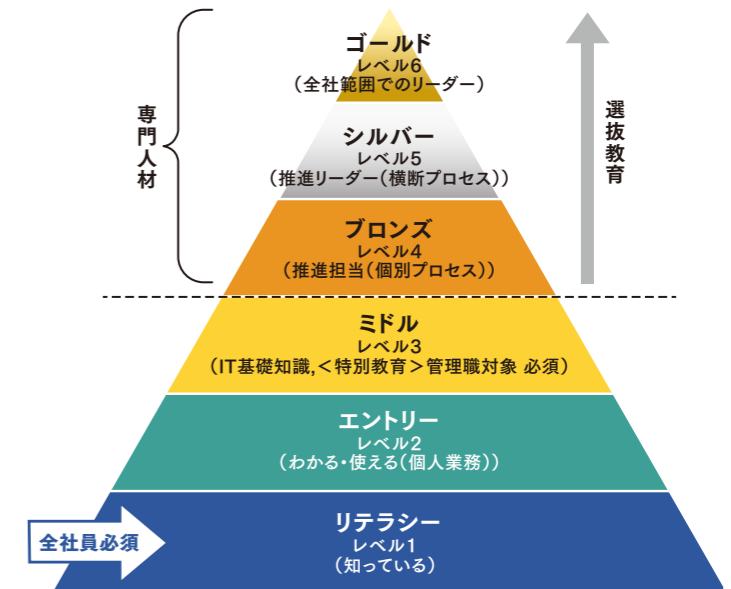 ゴールド
レベル6
（全社範囲でのリーダー）
専門人材
選抜教育
シルバー
レベル5
（推進リーダー（横断プロセス））
ブロンズ
レベル4
（推進担当（個別プロセス））
ミドル
レベル3
（IT基礎知識,＜特別教育＞管理職対象 必須）
エントリー
レベル2
（わかる・使える（個人業務））
全社員必須
リテラシー
レベル1
（知っている）